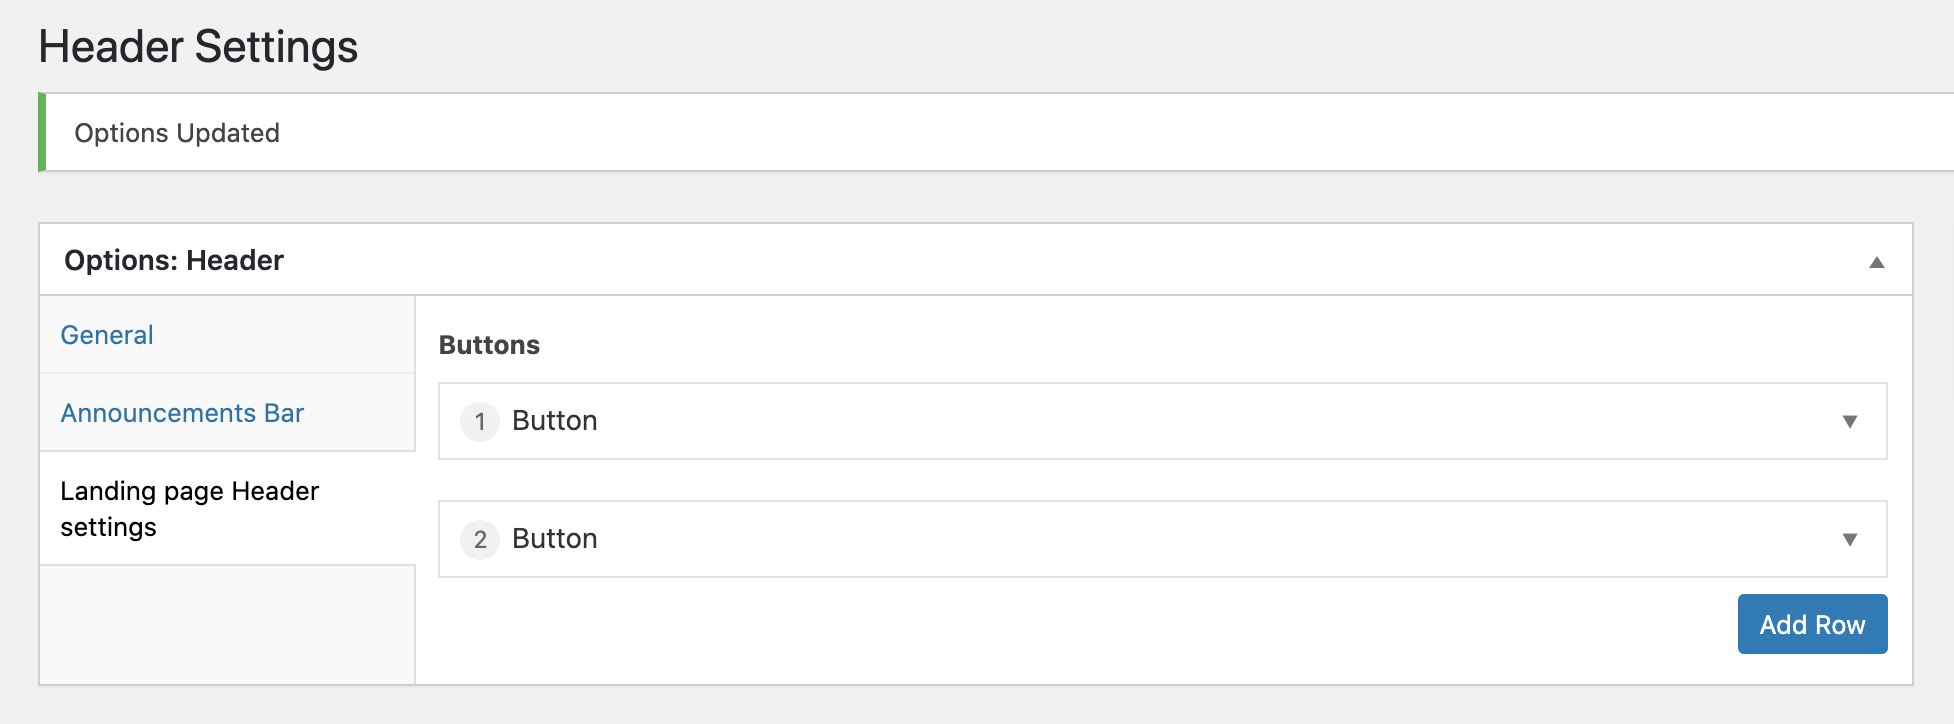 Header Settings
Options Updated
Options: Header
General
Announcements Bar
Landing page Header
settings
Buttons
1 Button
2 Button
Add Row